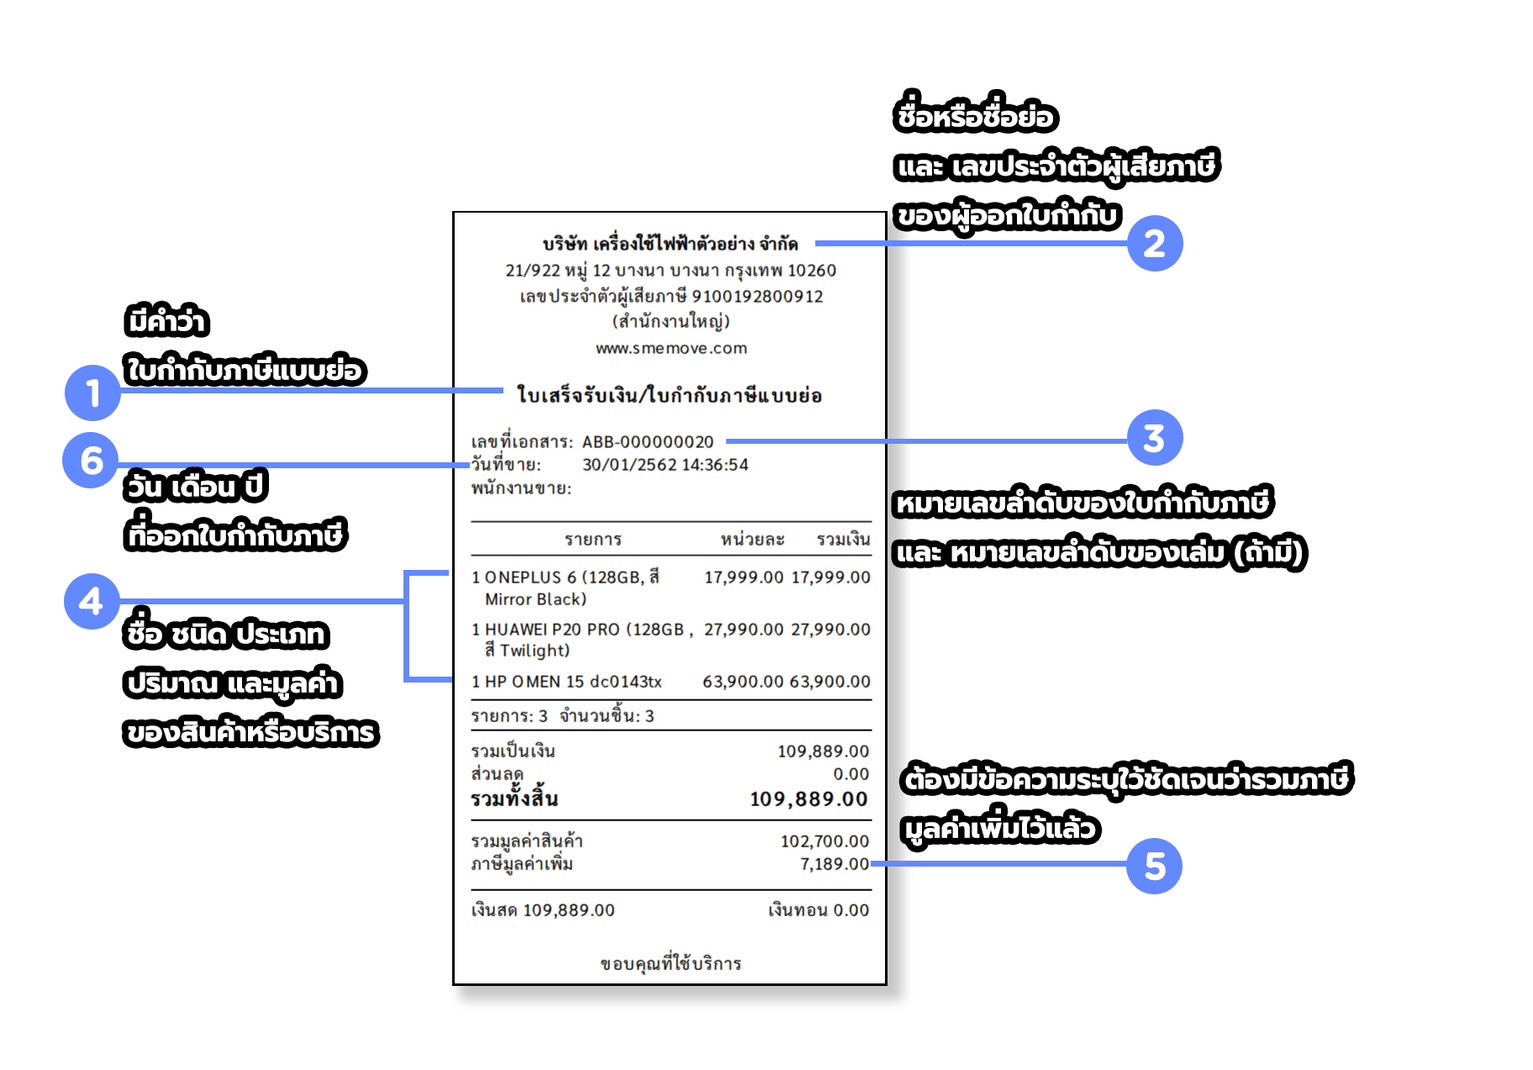 ชื่อหรือชื่อย่อ
และ เลขประจำตัวผู้เสียภาษี
ของผู้ออกใบกำกับ
2
บริษัท เครื่องใช้ไฟฟ้าตัวอย่าง จำกัด
21/922 หมู่ 12 บางนา บางนา กรุงเทพ 10260
เลขประจำตัวผู้เสียภาษี 9100192800912
(สำนักงานใหญ่)
www.smemove.com
มีคำว่า
ใบกำกับภาษีแบบย่อ
1
ใบเสร็จรับเงิน/ใบกำกับภาษีแบบย่อ
เลขที่เอกสาร: ABB-000000020
3
6
วันที่ขาย: 30/01/2562 14:36:54
พนักงานขาย:
วัน เดือน ปี
ที่ออกใบกำกับภาษี
หมายเลขลำดับของใบกำกับภาษี
และ หมายเลขลำดับของเล่ม (ถ้ามี)
รายการ หน่วยละ รวมเงิน
1 ONEPLUS 6 (128GB, สี 17,999.00 17,999.00
Mirror Black)
1 HUAWEI P20 PRO (128GB , 27,990.00 27,990.00
สี Twilight)
1 HP OMEN 15 dc0143tx 63,900.00 63,900.00
4
ชื่อ ชนิด ประเภท
ปริมาณ และมูลค่า
ของสินค้าหรือบริการ
รายการ: 3 จำนวนชิ้น: 3
รวมเป็นเงิน 109,889.00
ส่วนลด 0.00
รวมทั้งสิ้น 109,889.00
ต้องมีข้อความระบุใว้ชัดเจนว่ารวมภาษี
มูลค่าเพิ่มไว้แล้ว
5
รวมมูลค่าสินค้า 102,700.00
ภาษีมูลค่าเพิ่ม 7,189.00
เงินสด 109,889.00 เงินทอน 0.00
ขอบคุณที่ใช้บริการ